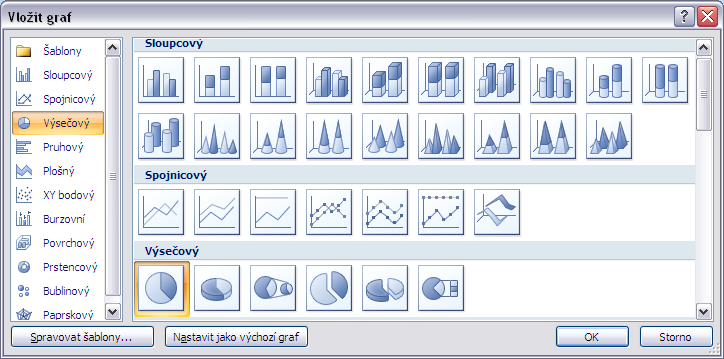 Vložit graf
Šablony
Sloupcový
Spojnicový
Výsečový
Pruhový
Plošný
XY bodový
Burzovní
Povrchový
Prstencový
Bublinový
Paprskový
Sloupcový
Spojnicový
Výsečový
Spravovat šablony...
Nastavit jako výchozí graf
OK
Storno